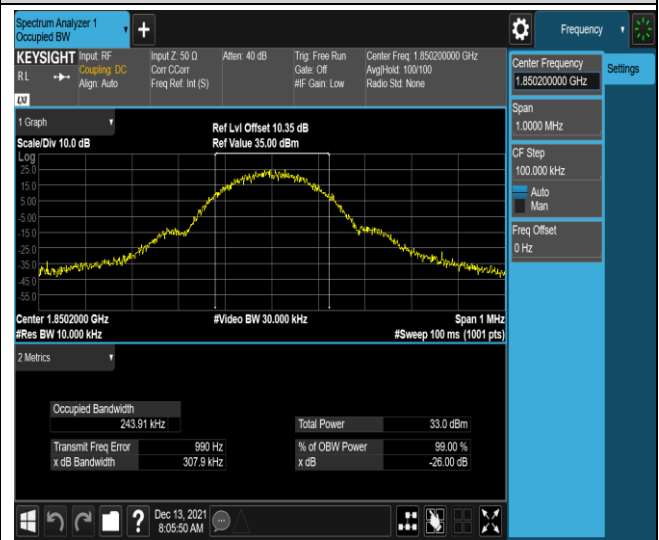 Spectrum Analyzer 1
Occupied BW
Frequency
KEYSIGHT Input: RF
R L
Coupling: DC
Align: Auto
LXI
Input Z: 50 Ω
Corr CCorr
Freq Ref: Int (S)
Atten: 40 dB
Trig: Free Run
Gate: Off
#IF Gain: Low
Center Freq: 1.850200000 GHz
Avg|Hold: 100/100
Radio Std: None
Center Frequency
1.850200000 GHz
Settings
Span
1.0000 MHz
CF Step
100.000 kHz
Auto
Man
Freq Offset
0 Hz
1 Graph
Scale/Div 10.0 dB
Ref Lvl Offset 10.35 dB
Ref Value 35.00 dBm
Log
25.0
15.0
5.00
-5.00
-15.0
-25.0
-35.0
-45.0
-55.0
Center 1.8502000 GHz
#Video BW 30.000 kHz
Span 1 MHz
#Res BW 10.000 kHz
#Sweep 100 ms (1001 pts)
2 Metrics
Occupied Bandwidth
243.91 kHz
Total Power 33.0 dBm
Transmit Freq Error 990 Hz
% of OBW Power 99.00 %
x dB Bandwidth 307.9 kHz
x dB -26.00 dB
?
Dec 13, 2021
8:05:50 AM